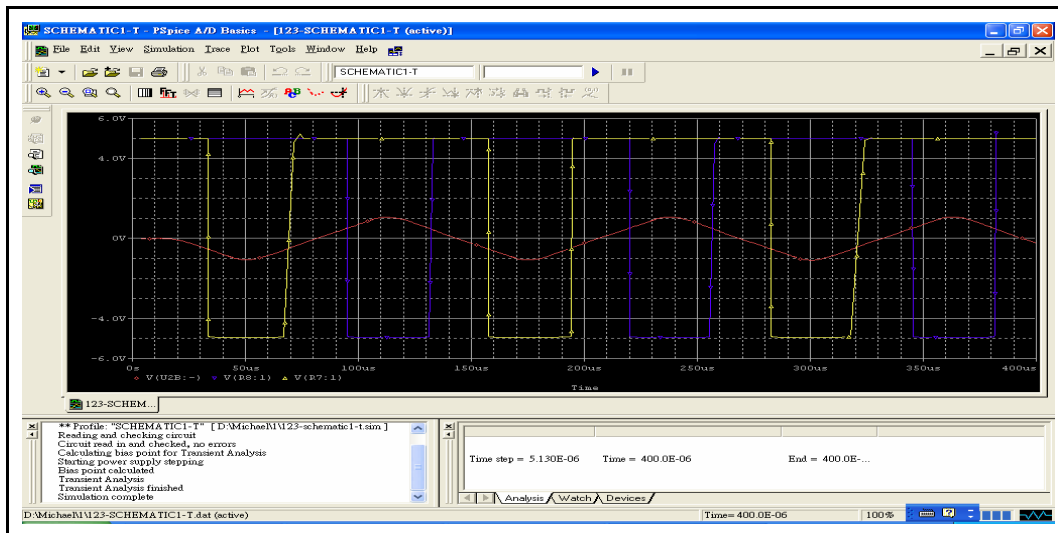 SCHEMATIC1-T - PSpice A/D Basics - [123-SCHEMATIC1-T (active)]
File Edit View Simulation Trace Plot Tools Window Help
SCHEMATIC1-T
6.0V
4.0V
0V
-4.0V
-6.0V
0s 50us 100us 150us 200us 250us 300us 350us 400us
V(U2B:-) V(R8:1) V(R7:1)
Time
123-SCHEM...
** Profile: "SCHEMATIC1-T" [ D:\Michael\1\123-schematic1-t.sim ]
Reading and checking circuit
Circuit read in and checked, no errors
Calculating bias point for Transient Analysis
Starting power supply stepping
Bias point calculated
Transient Analysis
Transient Analysis finished
Simulation complete
Time step = 5.130E-06 Time = 400.0E-06 End = 400.0E-...
Analysis Watch Devices
D:\Michael\1\123-SCHEMATIC1-T.dat (active) Time= 400.0E-06 100%